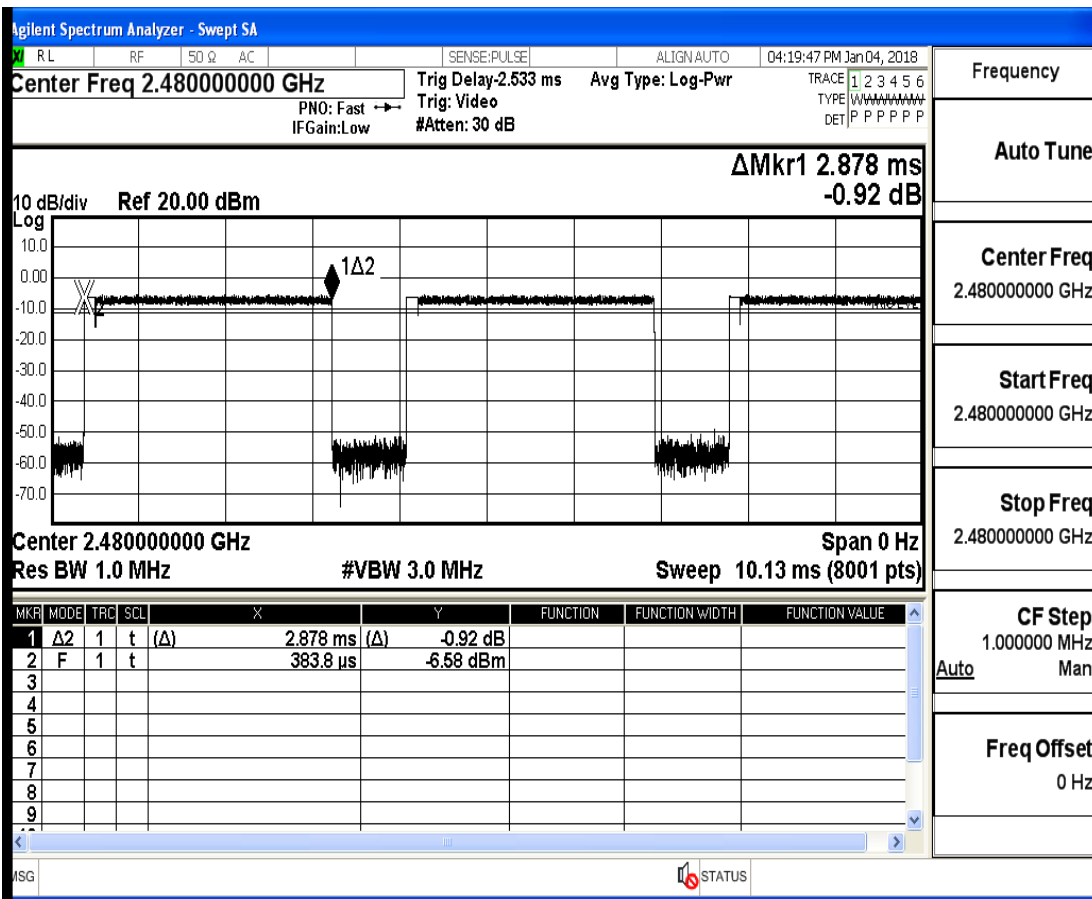 Agilent Spectrum Analyzer - Swept SA
XI RL RF 50 Ω AC SENSE:PULSE ALIGN AUTO 04:19:47 PM Jan 04, 2018
Center Freq 2.480000000 GHz
PNO: Fast
IFGain:Low
Trig Delay-2.533 ms
Trig: Video
#Atten: 30 dB
Avg Type: Log-Pwr
TRACE 1 2 3 4 5 6
TYPE WWWWWW
DET P P P P P P
ΔMkr1 2.878 ms
-0.92 dB
10 dB/div Ref 20.00 dBm
Log
10.0
0.00
-10.0
-20.0
-30.0
-40.0
-50.0
-60.0
-70.0
1Δ2
2
Center 2.480000000 GHz Span 0 Hz
Res BW 1.0 MHz #VBW 3.0 MHz Sweep 10.13 ms (8001 pts)
MKR MODE TRC SCL X Y FUNCTION FUNCTION WIDTH FUNCTION VALUE
1 Δ2 1 t (Δ) 2.878 ms (Δ) -0.92 dB
2 F 1 t 383.8 µs -6.58 dBm
3
4
5
6
7
8
9
MSG STATUS
Frequency
Auto Tune
Center Freq
2.480000000 GHz
Start Freq
2.480000000 GHz
Stop Freq
2.480000000 GHz
CF Step
1.000000 MHz
Auto Man
Freq Offset
0 Hz